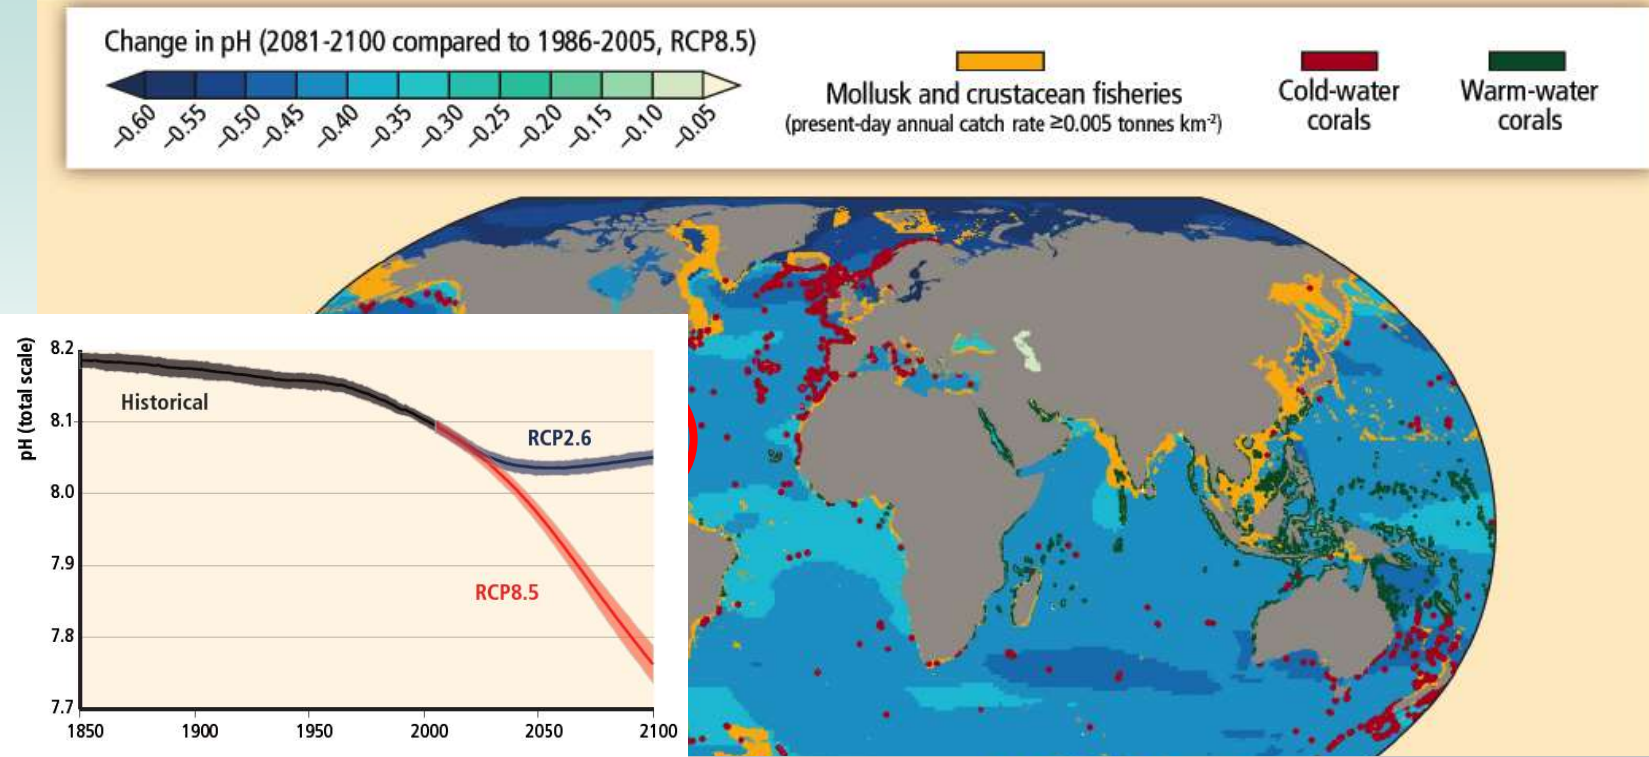 Change in pH (2081-2100 compared to 1986-2005, RCP8.5)
−0.60
−0.55
−0.50
−0.45
−0.40
−0.35
−0.30
−0.25
−0.20
−0.15
−0.10
−0.05
Mollusk and crustacean fisheries
(present-day annual catch rate ≥0.005 tonnes km⁻²)
Cold-water
corals
Warm-water
corals
pH (total scale)
8.2
8.1
8.0
7.9
7.8
7.7
Historical
RCP2.6
RCP8.5
1850
1900
1950
2000
2050
2100